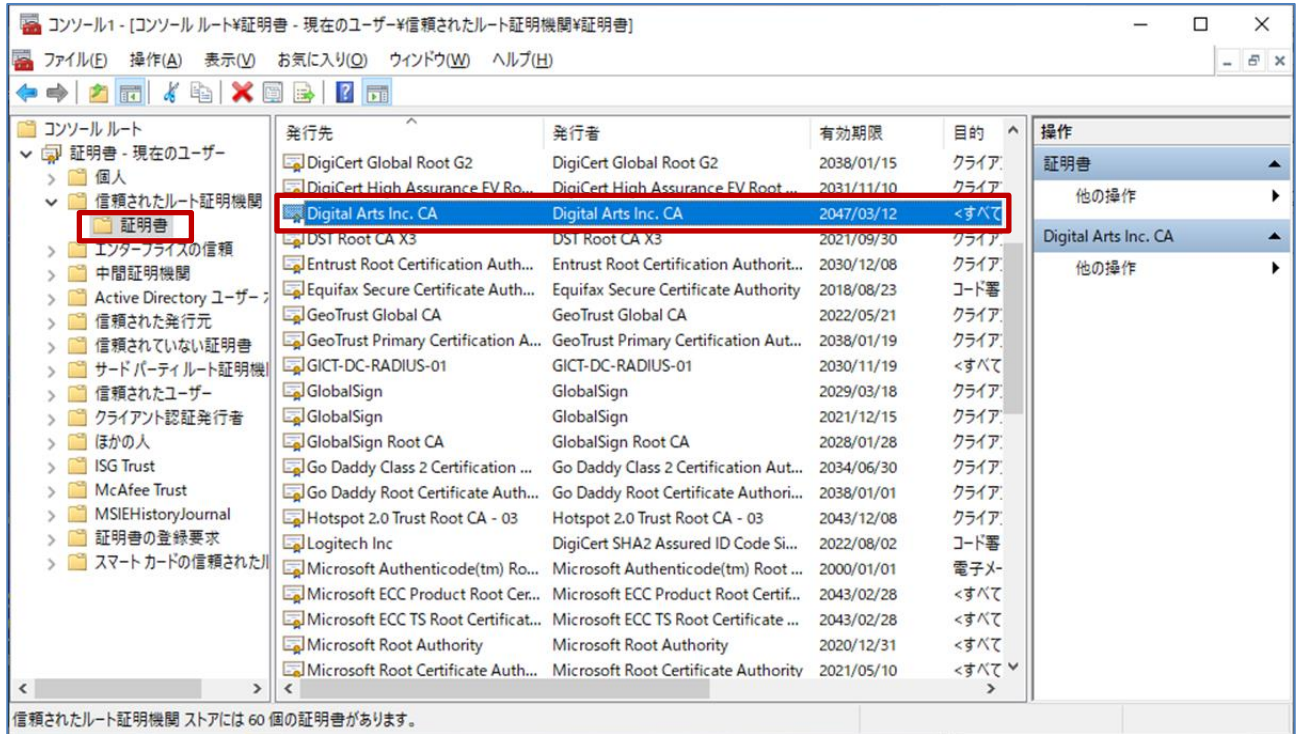 コンソール1 - [コンソール ルート¥証明書 - 現在のユーザー¥信頼されたルート証明機関¥証明書]
ファイル(F) 操作(A) 表示(V) お気に入り(O) ウィンドウ(W) ヘルプ(H)
コンソール ルート
証明書 - 現在のユーザー
個人
信頼されたルート証明機関
証明書
エンタープライズの信頼
中間証明機関
Active Directory ユーザー
信頼された発行元
信頼されていない証明書
サード パーティ ルート証明機
信頼されたユーザー
クライアント認証発行者
ほかの人
ISG Trust
McAfee Trust
MSIEHistoryJournal
証明書の登録要求
スマート カードの信頼されたル
発行先 発行者 有効期限 目的
DigiCert Global Root G2 DigiCert Global Root G2 2038/01/15 クライア
DigiCert High Assurance EV Ro... DigiCert High Assurance EV Root ... 2031/11/10 クライア
Digital Arts Inc. CA Digital Arts Inc. CA 2047/03/12 <すべて
DST Root CA X3 DST Root CA X3 2021/09/30 クライア
Entrust Root Certification Auth... Entrust Root Certification Authorit... 2030/12/08 クライア
Equifax Secure Certificate Auth... Equifax Secure Certificate Authority 2018/08/23 コード署
GeoTrust Global CA GeoTrust Global CA 2022/05/21 クライア
GeoTrust Primary Certification A... GeoTrust Primary Certification Aut... 2038/01/19 クライア
GICT-DC-RADIUS-01 GICT-DC-RADIUS-01 2030/11/19 <すべて
GlobalSign GlobalSign 2029/03/18 クライア
GlobalSign GlobalSign 2021/12/15 クライア
GlobalSign Root CA GlobalSign Root CA 2028/01/28 クライア
Go Daddy Class 2 Certification ... Go Daddy Class 2 Certification Aut... 2034/06/30 クライア
Go Daddy Root Certificate Auth... Go Daddy Root Certificate Authori... 2038/01/01 クライア
Hotspot 2.0 Trust Root CA - 03 Hotspot 2.0 Trust Root CA - 03 2043/12/08 クライア
Logitech Inc DigiCert SHA2 Assured ID Code Si... 2022/08/02 コード署
Microsoft Authenticode(tm) Ro... Microsoft Authenticode(tm) Root ... 2000/01/01 電子メー
Microsoft ECC Product Root Cer... Microsoft ECC Product Root Certif... 2043/02/28 <すべて
Microsoft ECC TS Root Certificat... Microsoft ECC TS Root Certificate ... 2043/02/28 <すべて
Microsoft Root Authority Microsoft Root Authority 2020/12/31 <すべて
Microsoft Root Certificate Auth... Microsoft Root Certificate Authority 2021/05/10 <すべて
操作
証明書
他の操作
Digital Arts Inc. CA
他の操作
信頼されたルート証明機関 ストアには 60 個の証明書があります。